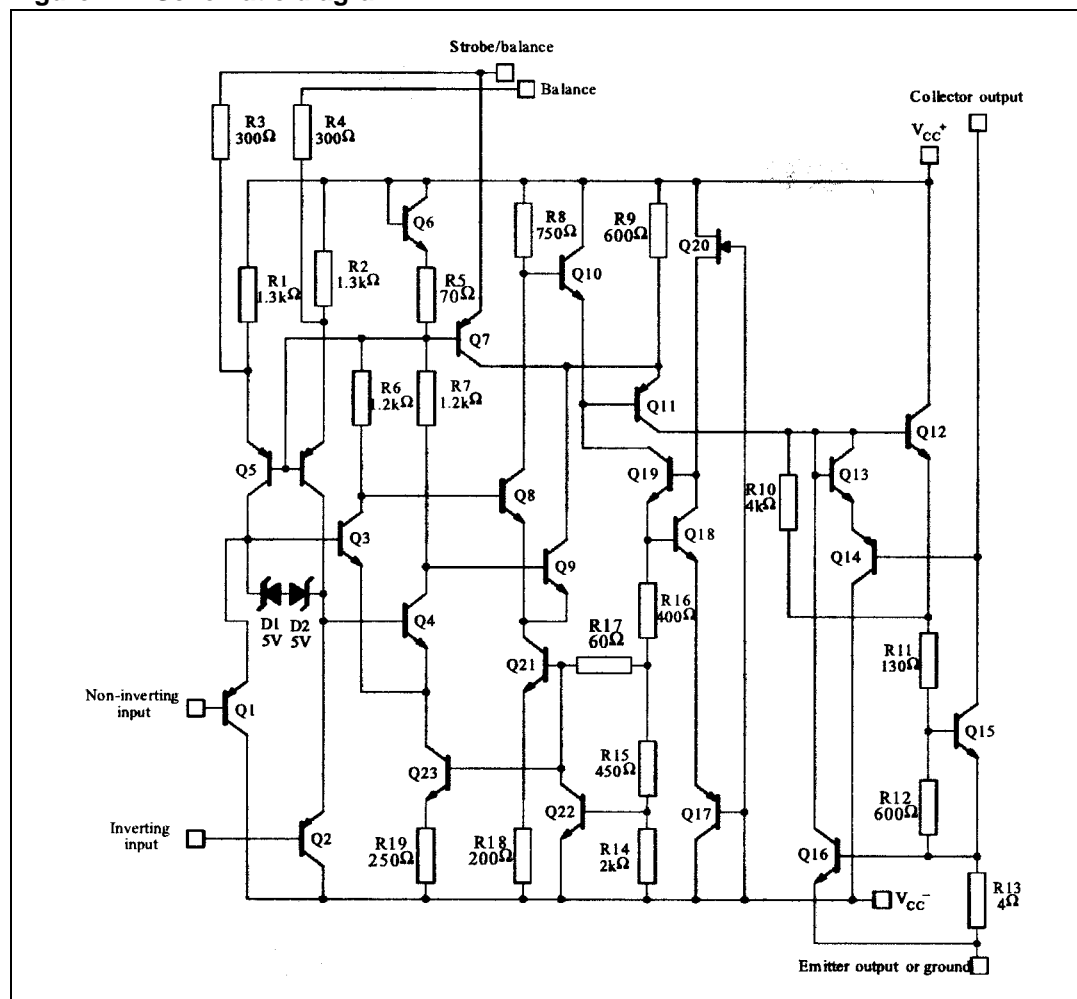 Strobe/balance
Balance
Collector output
VCC+
R3
300Ω
R4
300Ω
Q6
R8
750Ω
R9
600Ω
Q20
Q10
R1
1.3kΩ
R2
1.3kΩ
R5
70Ω
Q7
R6
1.2kΩ
R7
1.2kΩ
Q11
Q12
Q5
Q19
Q13
R10
4kΩ
Q8
Q3
Q18
Q14
Q9
D1
5V
D2
5V
Q4
R16
400Ω
R17
60Ω
Q21
R11
130Ω
Non-inverting
input
Q1
Q15
R15
450Ω
Q23
Q22
Q17
R12
600Ω
Inverting
input
Q2
R19
250Ω
R18
200Ω
R14
2kΩ
Q16
R13
4Ω
VCC−
Emitter output or ground